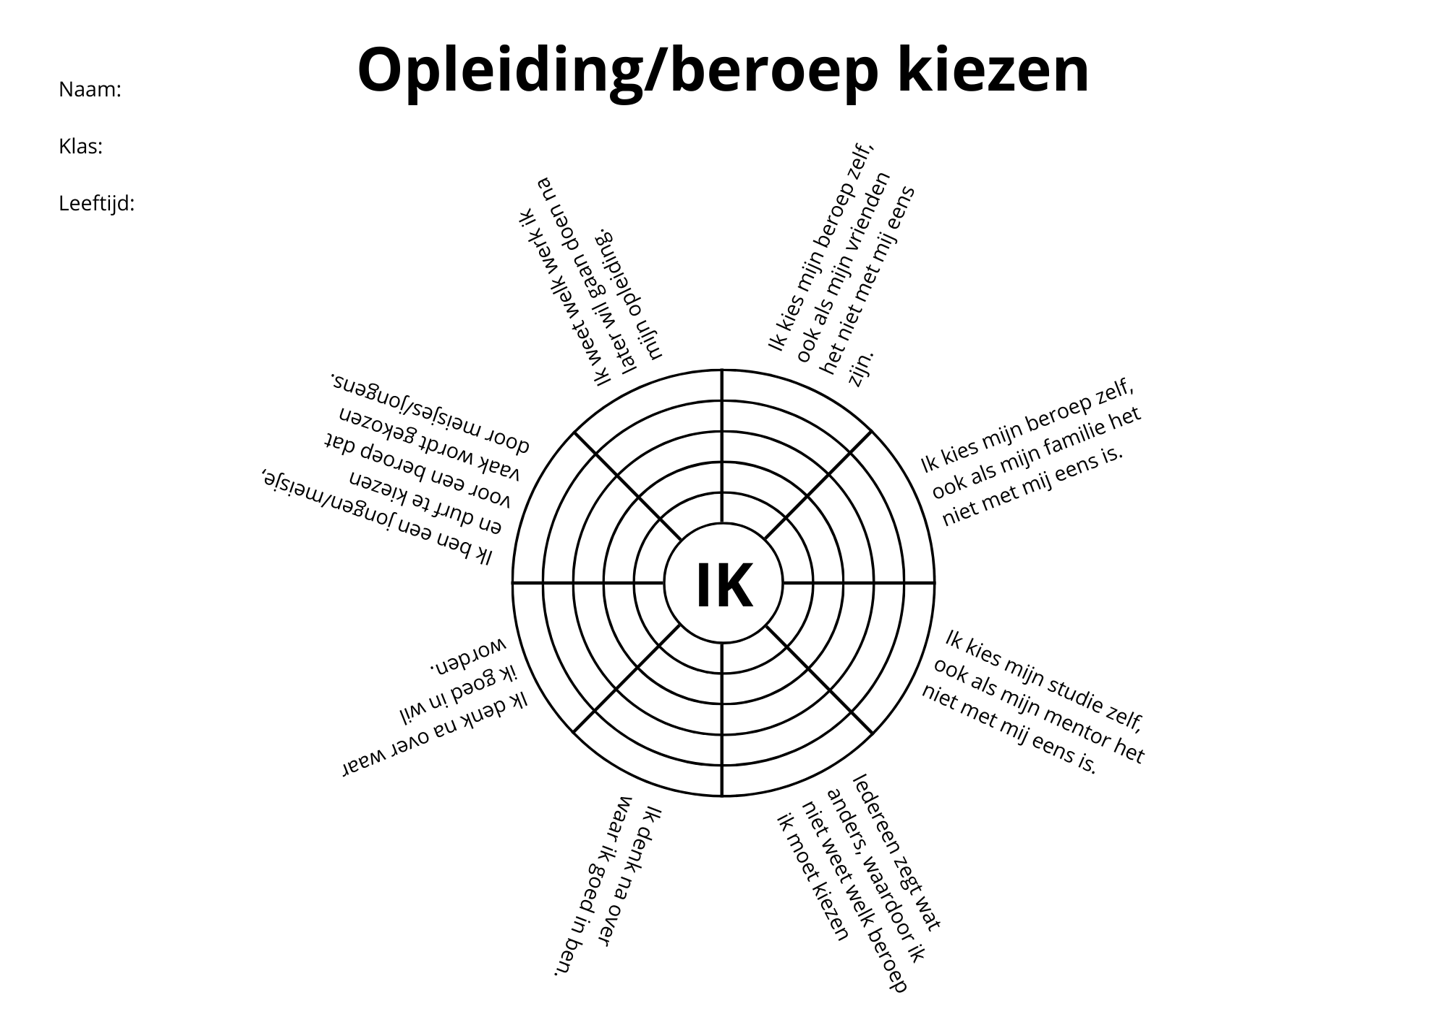 Opleiding/beroep kiezen
Naam:
Klas:
Leeftijd:
Ik kies mijn beroep zelf,
ook als mijn vrienden
het niet met mij eens
zijn.
Ik kies mijn beroep zelf,
ook als mijn familie het
niet met mij eens is.
Ik kies mijn studie zelf,
ook als mijn mentor het
niet met mij eens is.
Iedereen zegt wat
anders, waardoor ik
niet weet welk beroep
ik moet kiezen
Ik denk na over
waar ik goed in ben.
Ik denk na over waar
ik goed in wil
worden.
Ik ben een jongen/meisje,
en durf te kiezen
voor een beroep dat
vaak wordt gekozen
door meisjes/jongens.
Ik weet welk werk ik
later wil gaan doen na
mijn opleiding.
IK